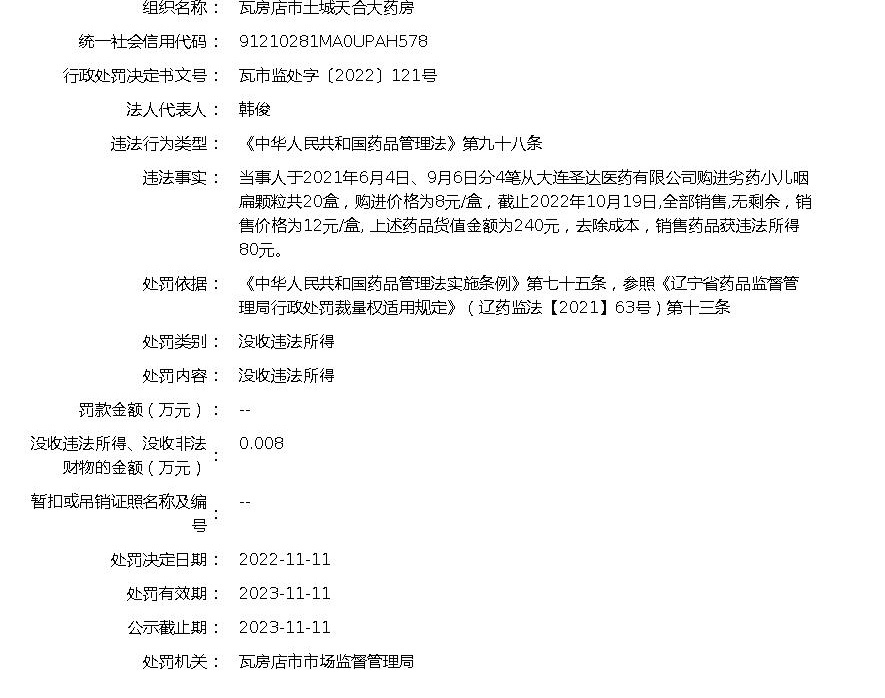 组织名称： 瓦房店市土城天合大药房
统一社会信用代码： 91210281MA0UPAH578
行政处罚决定书文号： 瓦市监处字〔2022〕121号
法人代表人： 韩俊
违法行为类型： 《中华人民共和国药品管理法》第九十八条
违法事实： 当事人于2021年6月4日、9月6日分4笔从大连圣达医药有限公司购进劣药小儿咽
扁颗粒共20盒，购进价格为8元/盒，截止2022年10月19日,全部销售,无剩余，销
售价格为12元/盒, 上述药品货值金额为240元，去除成本，销售药品获违法所得
80元。
处罚依据： 《中华人民共和国药品管理法实施条例》第七十五条，参照《辽宁省药品监督管
理局行政处罚裁量权适用规定》（辽药监法【2021】63号）第十三条
处罚类别： 没收违法所得
处罚内容： 没收违法所得
罚款金额（万元）： --
没收违法所得、没收非法
财物的金额（万元）： 0.008
暂扣或吊销证照名称及编
号： --
处罚决定日期： 2022-11-11
处罚有效期： 2023-11-11
公示截止期： 2023-11-11
处罚机关： 瓦房店市市场监督管理局